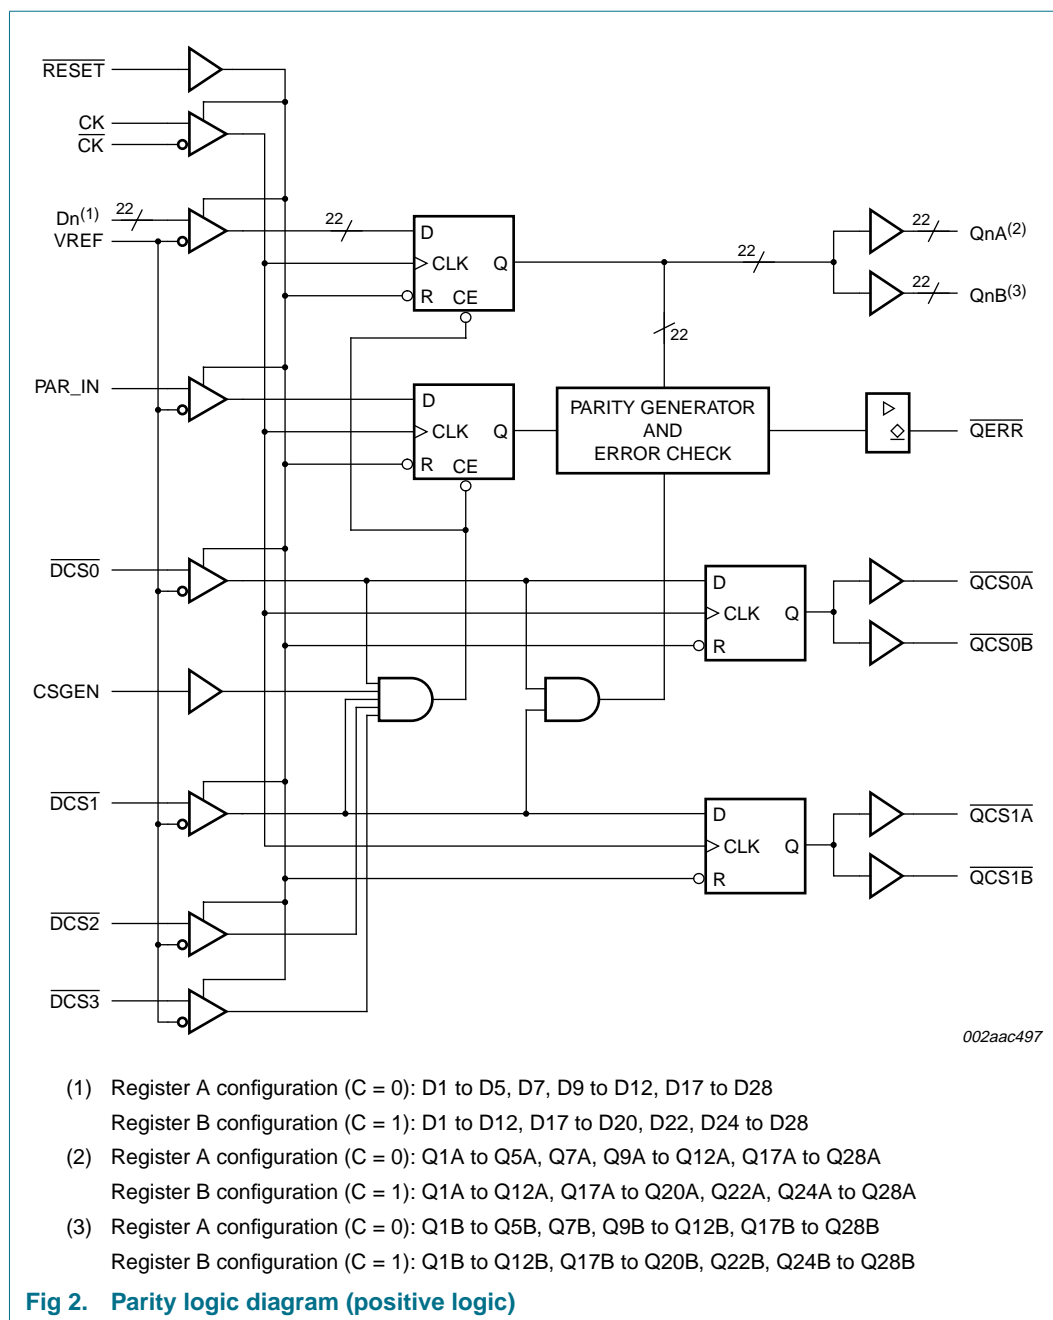 RESET
CK
CK
Dn(1) 22 22
VREF
D
CLK Q
R CE
22
22
22 QnA(2)
22 QnB(3)
PAR_IN
D
CLK Q
R CE
PARITY GENERATOR
AND
ERROR CHECK
QERR
DCS0
D
CLK Q
R
QCS0A
QCS0B
CSGEN
DCS1
D
CLK Q
R
QCS1A
QCS1B
DCS2
DCS3
002aac497
(1) Register A configuration (C = 0): D1 to D5, D7, D9 to D12, D17 to D28
Register B configuration (C = 1): D1 to D12, D17 to D20, D22, D24 to D28
(2) Register A configuration (C = 0): Q1A to Q5A, Q7A, Q9A to Q12A, Q17A to Q28A
Register B configuration (C = 1): Q1A to Q12A, Q17A to Q20A, Q22A, Q24A to Q28A
(3) Register A configuration (C = 0): Q1B to Q5B, Q7B, Q9B to Q12B, Q17B to Q28B
Register B configuration (C = 1): Q1B to Q12B, Q17B to Q20B, Q22B, Q24B to Q28B
Fig 2. Parity logic diagram (positive logic)